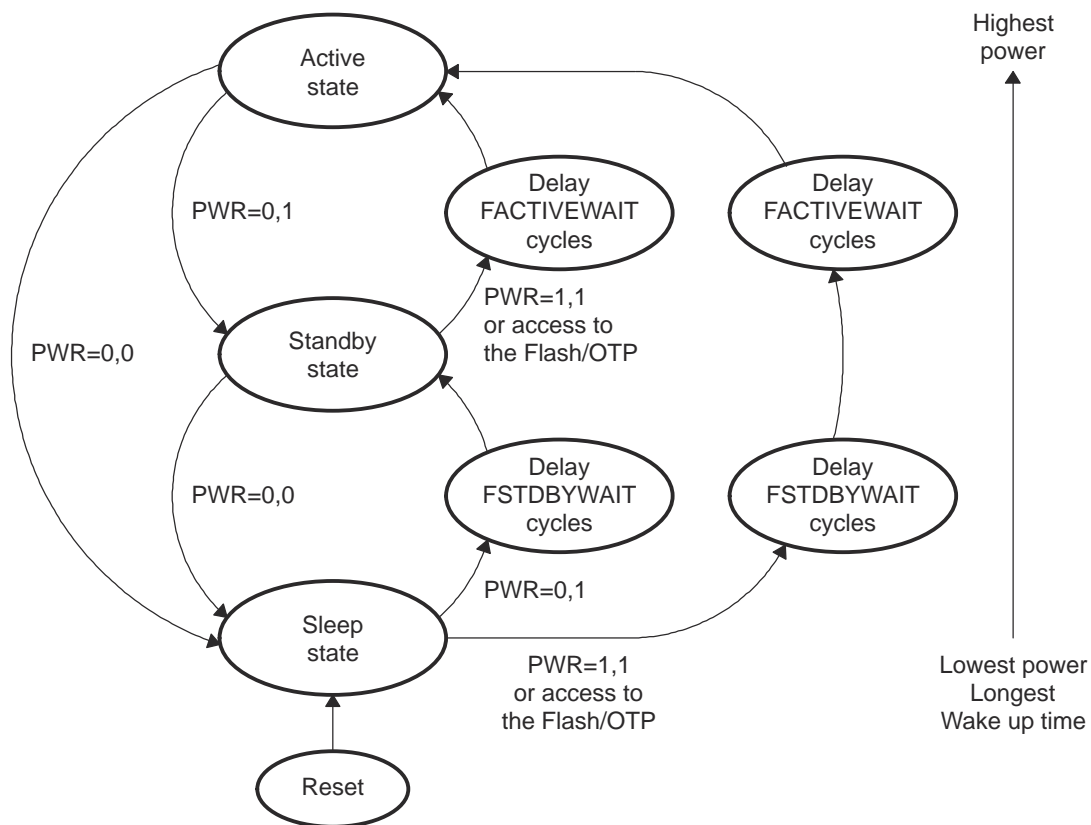 Highest
power
Active
state
Delay
FACTIVEWAIT
cycles
Delay
FACTIVEWAIT
cycles
PWR=0,1
PWR=1,1
or access to
the Flash/OTP
Standby
state
PWR=0,0
Delay
FSTDBYWAIT
cycles
Delay
FSTDBYWAIT
cycles
PWR=0,0
PWR=0,1
Sleep
state
PWR=1,1
or access to
the Flash/OTP
Lowest power
Longest
Wake up time
Reset